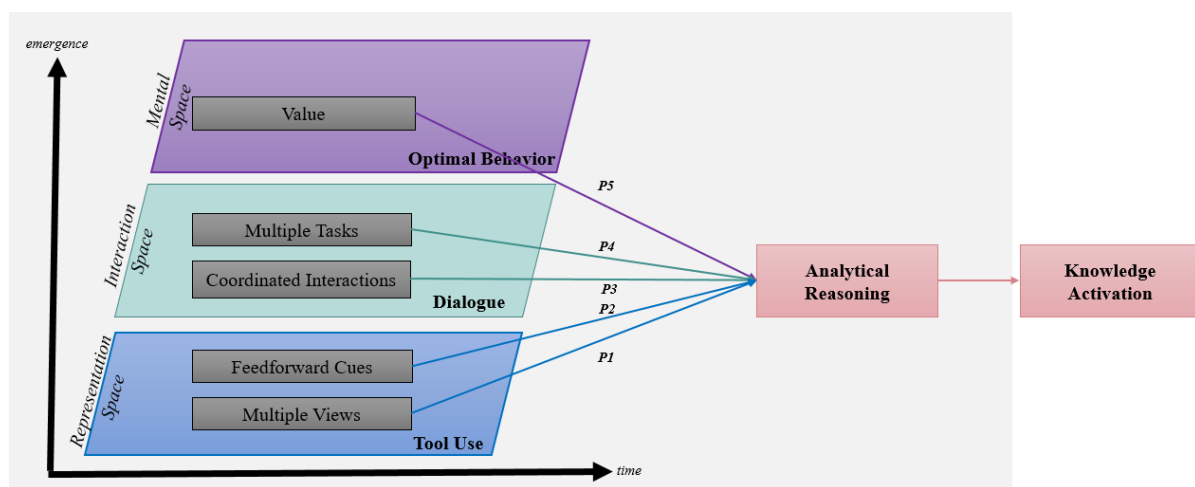 emergence
Mental
Space
Value
Optimal Behavior
P5
Interaction
Space
Multiple Tasks
P4
Coordinated Interactions
P3
Dialogue
P2
Analytical
Reasoning
Knowledge
Activation
Representation
Space
Feedforward Cues
P1
Multiple Views
Tool Use
time